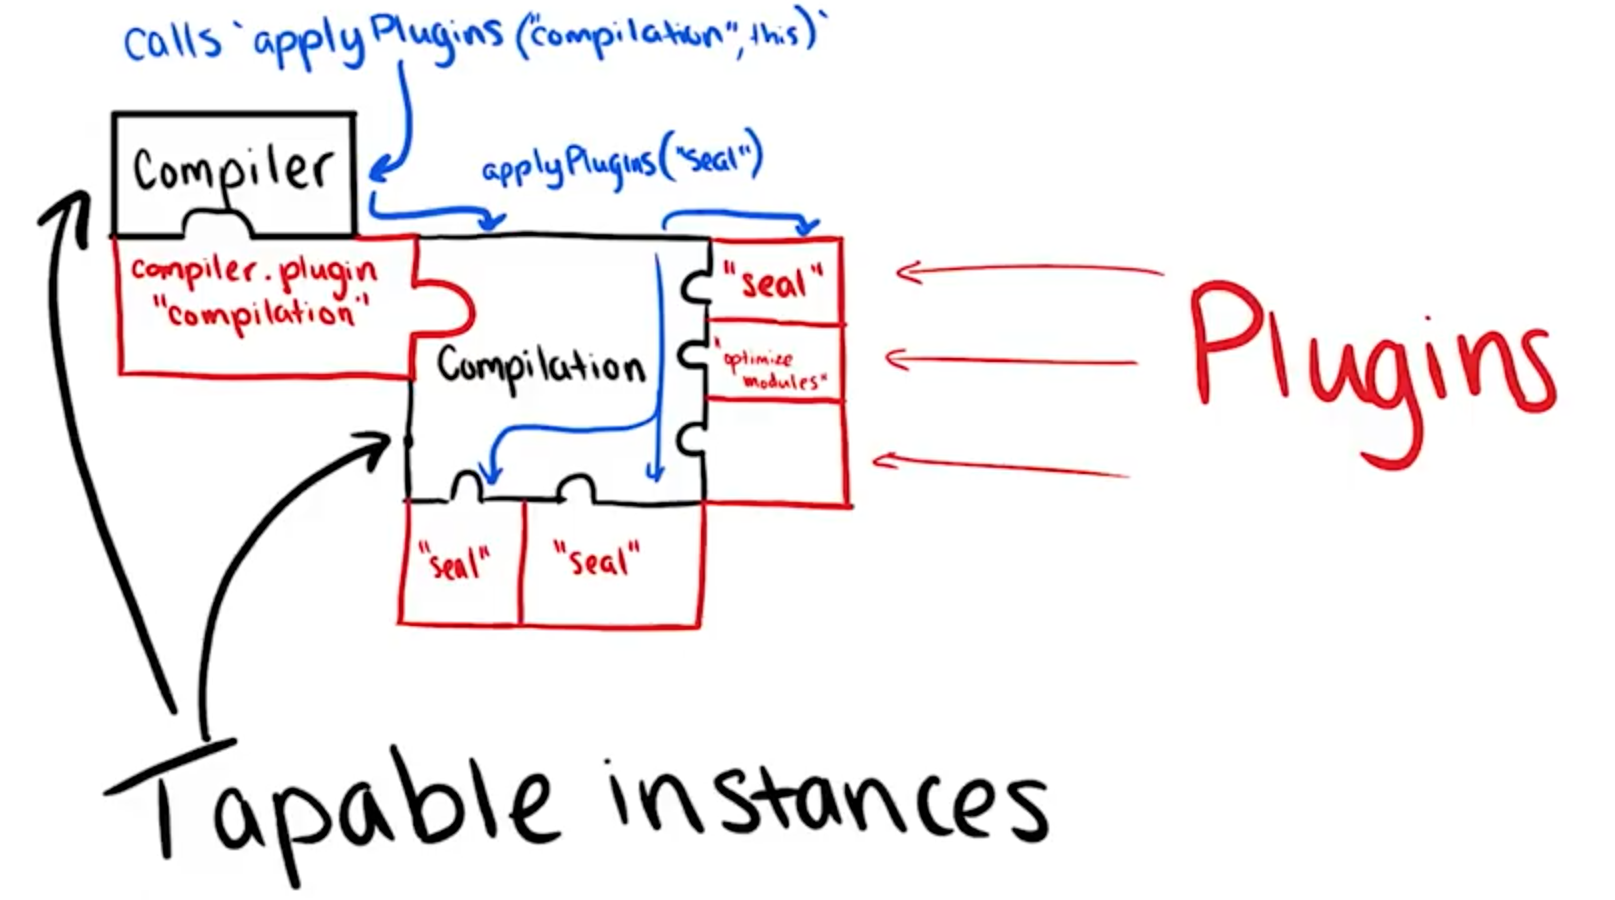 calls `applyPlugins("compilation", this)`
applyPlugins("seal")
Compiler
compiler.plugin
"compilation"
Compilation
"seal"
"optimize
modules"
"seal"
"seal"
Plugins
Tapable instances